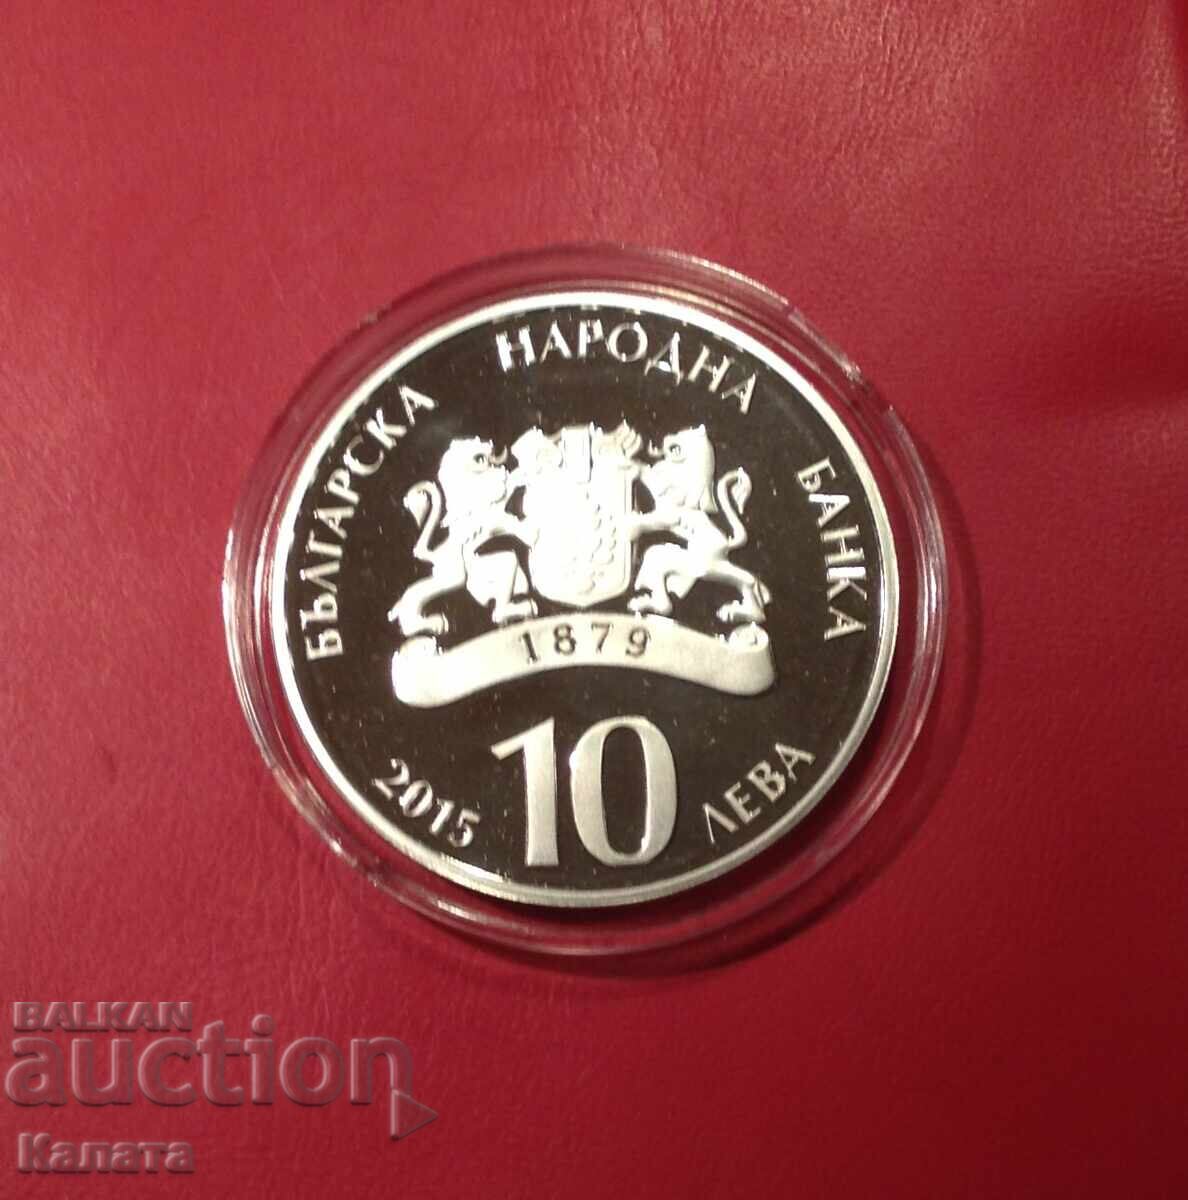 БЪЛГАРСКА НАРОДНА БАНКА
1879
10
2015 ЛЕВА
BALKAN
auction
Калата